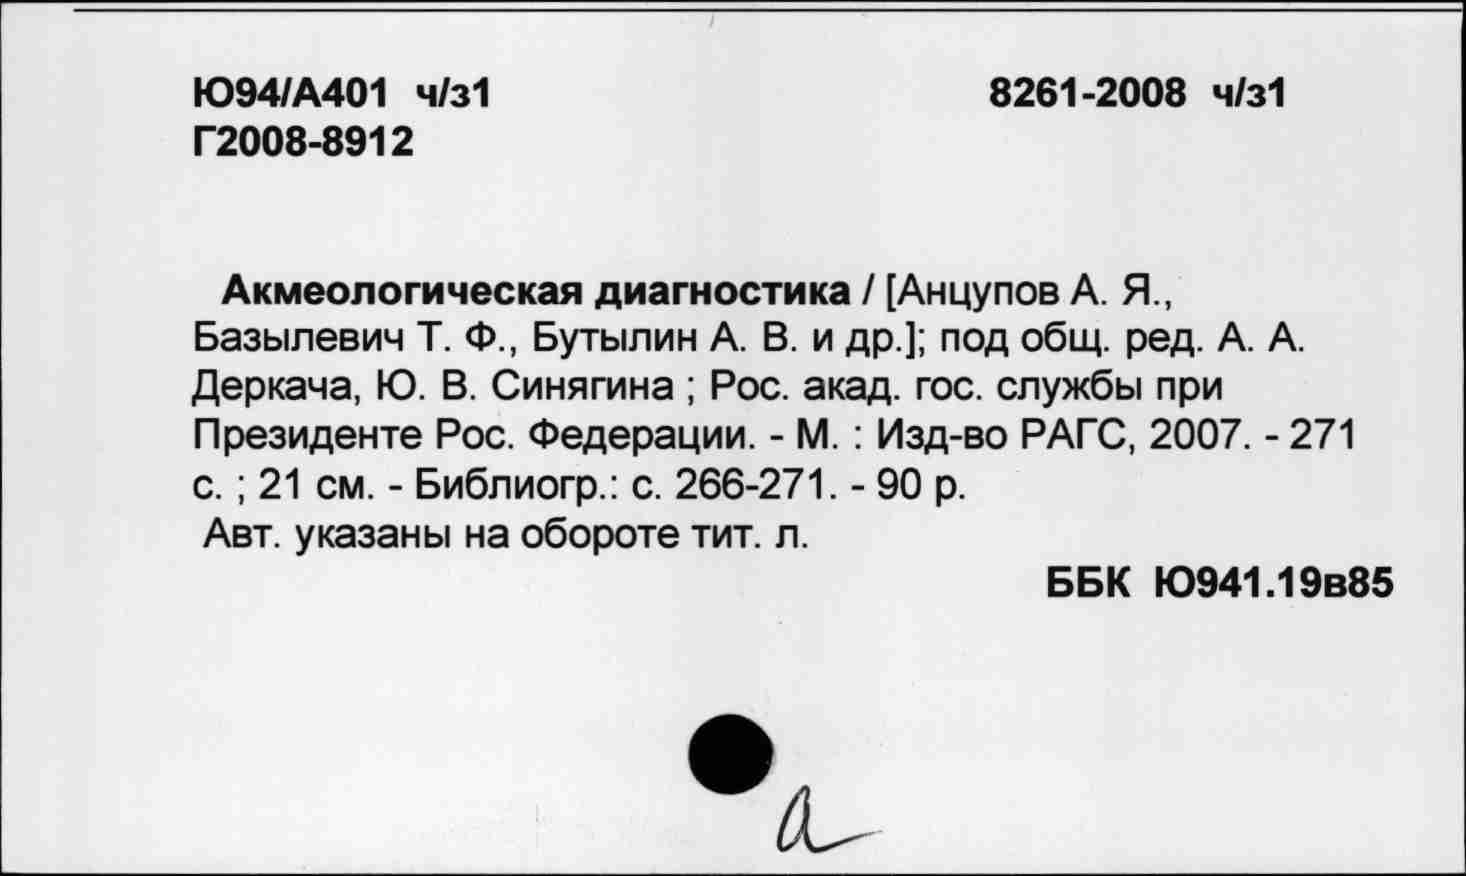 Ю94/А401 ч/з1 8261-2008 ч/з1
Г2008-8912
Акмеологическая диагностика / [Анцупов А. Я.,
Базылевич Т. Ф., Бутылин А. В. и др.]; под общ. ред. А. А.
Деркача, Ю. В. Синягина ; Рос. акад. гос. службы при
Президенте Рос. Федерации. - М. : Изд-во РАГС, 2007. - 271
с. ; 21 см. - Библиогр.: с. 266-271. - 90 р.
Авт. указаны на обороте тит. л.
ББК Ю941.19в85
а